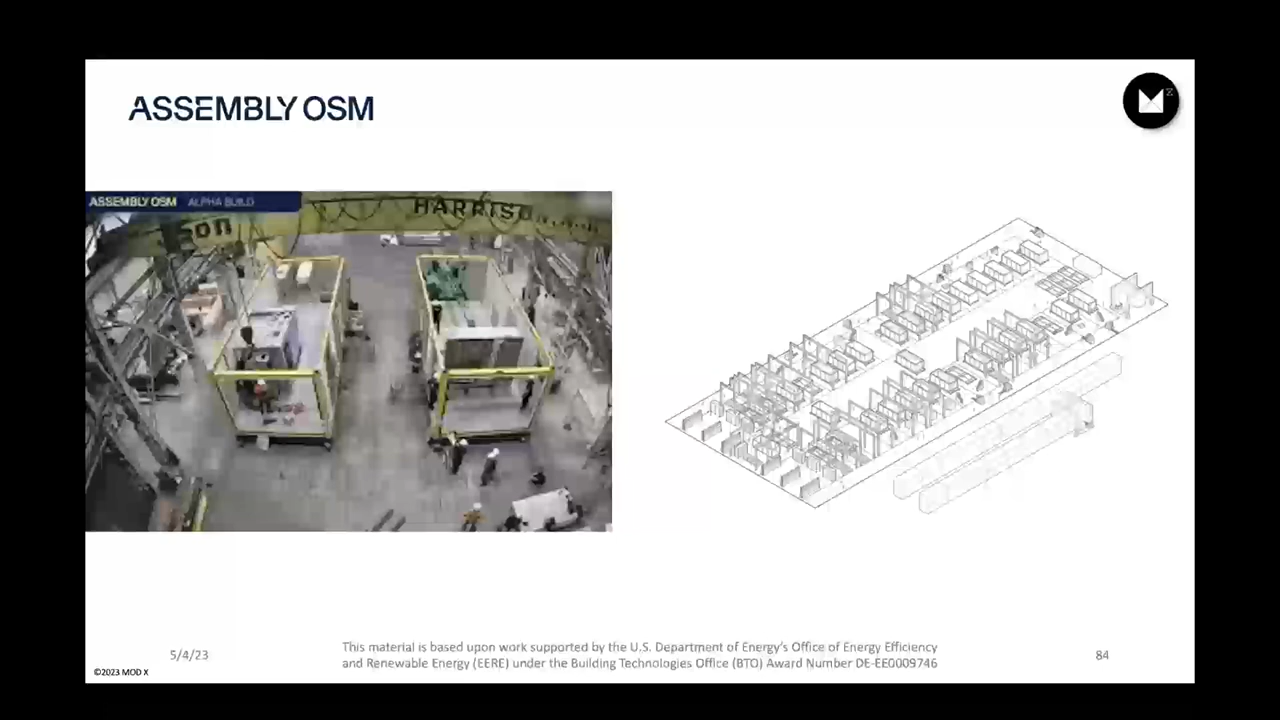 ASSEMBLY OSM
ASSEMBLY OSM ALPHA BUILD
HARRISON
son
5/4/23
This material is based upon work supported by the U.S. Department of Energy's Office of Energy Efficiency
and Renewable Energy (EERE) under the Building Technologies Office (BTO) Award Number DE-EE0009746
84
©2023 MOD X